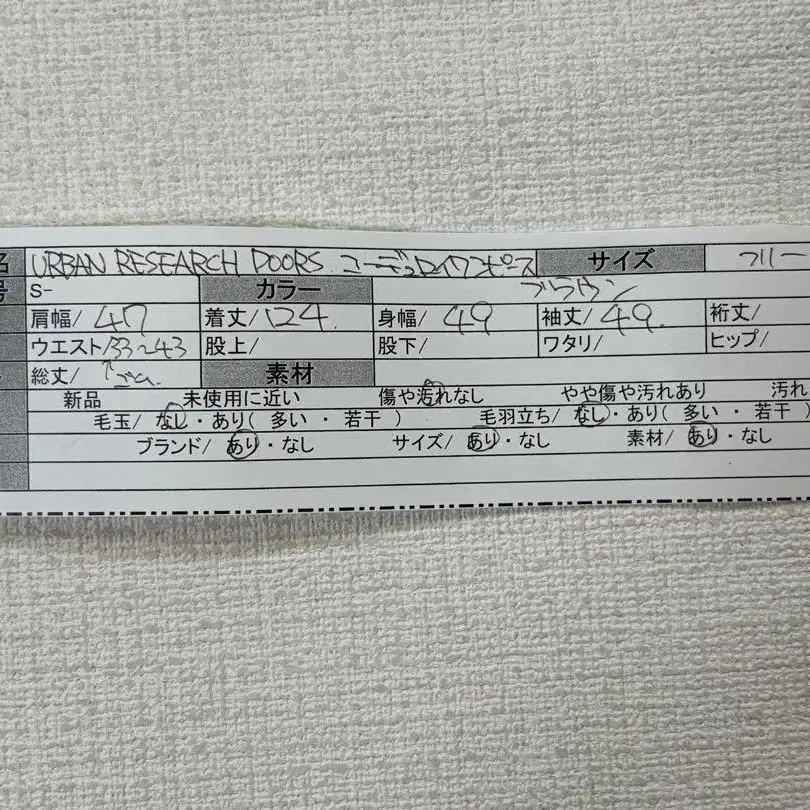 名 URBAN RESEARCH DOORS. コーデュロイワンピース サイズ フリー
号 S- カラー ブラウン
肩幅/ 47 着丈/ 124. 身幅/ 49 袖丈/ 49. 裄丈/
ウエスト/33~43 股上/ 股下/ ワタリ/ ヒップ/
総丈/ ↑ゴム 素材
新品 未使用に近い 傷や汚れなし やや傷や汚れあり 汚れ
毛玉/ なし・あり( 多い ・ 若干 ) 毛羽立ち/ なし・あり( 多い ・ 若干 )
ブランド/ あり・なし サイズ/ あり・なし 素材/ あり・なし